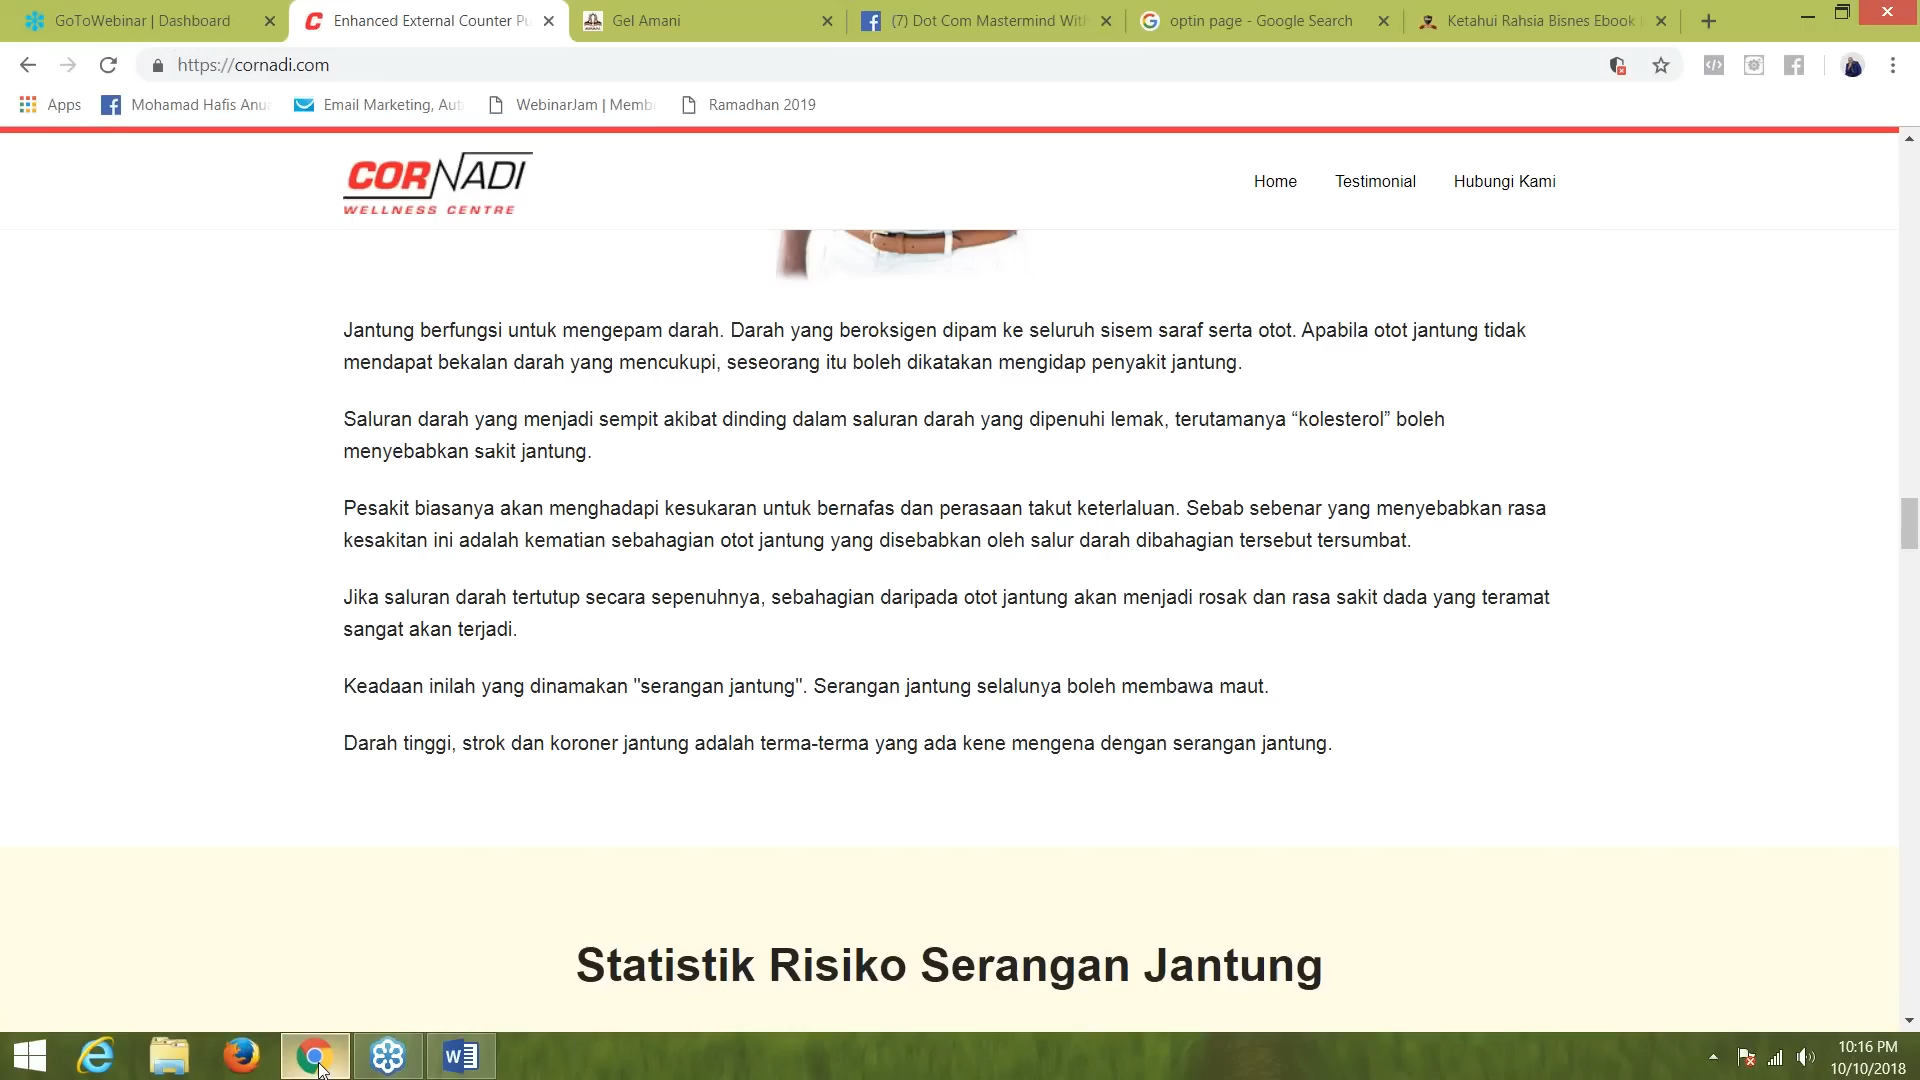 GoToWebinar | Dashboard
Enhanced External Counter Pu
Gel Amani
(7) Dot Com Mastermind With
optin page - Google Search
Ketahui Rahsia Bisnes Ebook
https://cornadi.com
Apps
Mohamad Hafis Anua
Email Marketing, Aut
WebinarJam | Memb
Ramadhan 2019
CORNADI
WELLNESS CENTRE
Home
Testimonial
Hubungi Kami
Jantung berfungsi untuk mengepam darah. Darah yang beroksigen dipam ke seluruh sisem saraf serta otot. Apabila otot jantung tidak
mendapat bekalan darah yang mencukupi, seseorang itu boleh dikatakan mengidap penyakit jantung.
Saluran darah yang menjadi sempit akibat dinding dalam saluran darah yang dipenuhi lemak, terutamanya “kolesterol” boleh
menyebabkan sakit jantung.
Pesakit biasanya akan menghadapi kesukaran untuk bernafas dan perasaan takut keterlaluan. Sebab sebenar yang menyebabkan rasa
kesakitan ini adalah kematian sebahagian otot jantung yang disebabkan oleh salur darah dibahagian tersebut tersumbat.
Jika saluran darah tertutup secara sepenuhnya, sebahagian daripada otot jantung akan menjadi rosak dan rasa sakit dada yang teramat
sangat akan terjadi.
Keadaan inilah yang dinamakan "serangan jantung". Serangan jantung selalunya boleh membawa maut.
Darah tinggi, strok dan koroner jantung adalah terma-terma yang ada kene mengena dengan serangan jantung.
Statistik Risiko Serangan Jantung
10:16 PM
10/10/2018